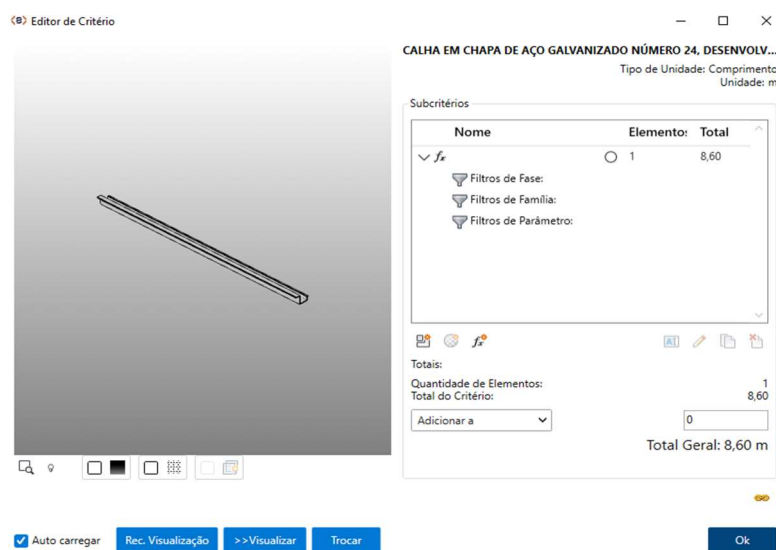 Editor de Critério
CALHA EM CHAPA DE AÇO GALVANIZADO NÚMERO 24, DESENVOLV...
Tipo de Unidade: Comprimento
Unidade: m
Subcritérios
Nome Elemento: Total
fx 1 8,60
Filtros de Fase:
Filtros de Família:
Filtros de Parâmetro:
Totais:
Quantidade de Elementos: 1
Total do Critério: 8,60
Adicionar a 0
Total Geral: 8,60 m
Auto carregar Rec. Visualização >>Visualizar Trocar Ok